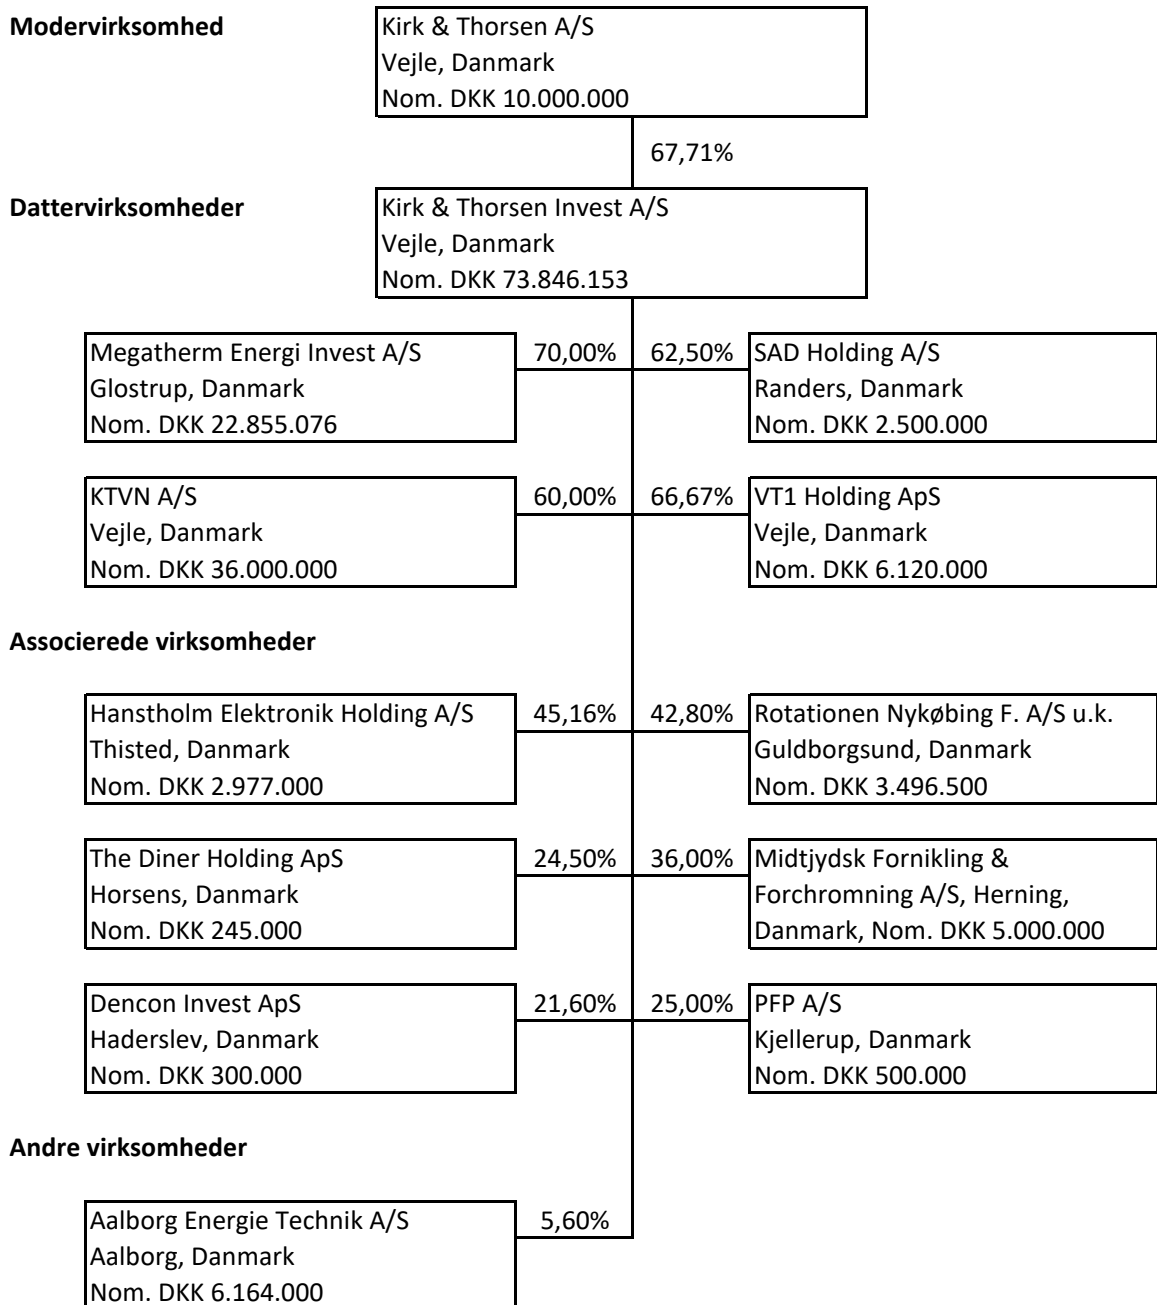 Modervirksomhed
Kirk & Thorsen A/S
Vejle, Danmark
Nom. DKK 10.000.000
67,71%
Dattervirksomheder
Kirk & Thorsen Invest A/S
Vejle, Danmark
Nom. DKK 73.846.153
Megatherm Energi Invest A/S
Glostrup, Danmark
Nom. DKK 22.855.076
70,00%
62,50%
SAD Holding A/S
Randers, Danmark
Nom. DKK 2.500.000
KTVN A/S
Vejle, Danmark
Nom. DKK 36.000.000
60,00%
66,67%
VT1 Holding ApS
Vejle, Danmark
Nom. DKK 6.120.000
Associerede virksomheder
Hanstholm Elektronik Holding A/S
Thisted, Danmark
Nom. DKK 2.977.000
45,16%
42,80%
Rotationen Nykøbing F. A/S u.k.
Guldborgsund, Danmark
Nom. DKK 3.496.500
The Diner Holding ApS
Horsens, Danmark
Nom. DKK 245.000
24,50%
36,00%
Midtjydsk Fornikling &
Forchromning A/S, Herning,
Danmark, Nom. DKK 5.000.000
Dencon Invest ApS
Haderslev, Danmark
Nom. DKK 300.000
21,60%
25,00%
PFP A/S
Kjellerup, Danmark
Nom. DKK 500.000
Andre virksomheder
Aalborg Energie Technik A/S
Aalborg, Danmark
Nom. DKK 6.164.000
5,60%